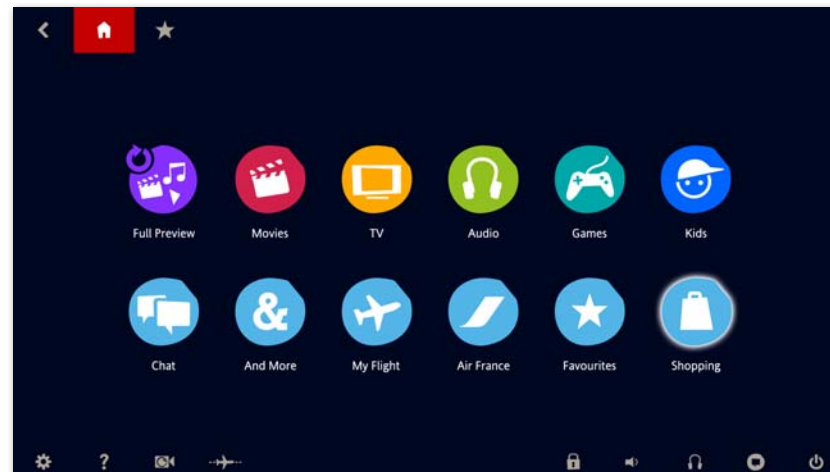 Full Preview
Movies
TV
Audio
Games
Kids
Chat
&
And More
My Flight
Air France
Favourites
Shopping
?